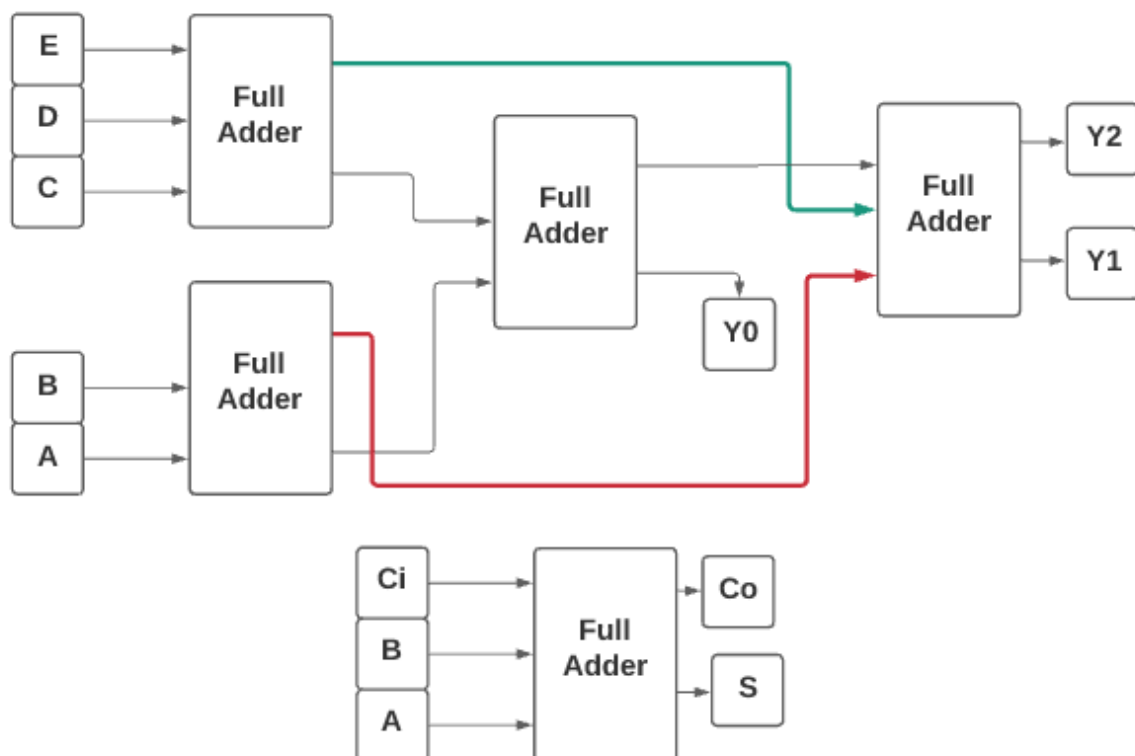 E
D
C
Full
Adder
B
A
Full
Adder
Full
Adder
Y0
Full
Adder
Y2
Y1
Ci
B
A
Full
Adder
Co
S